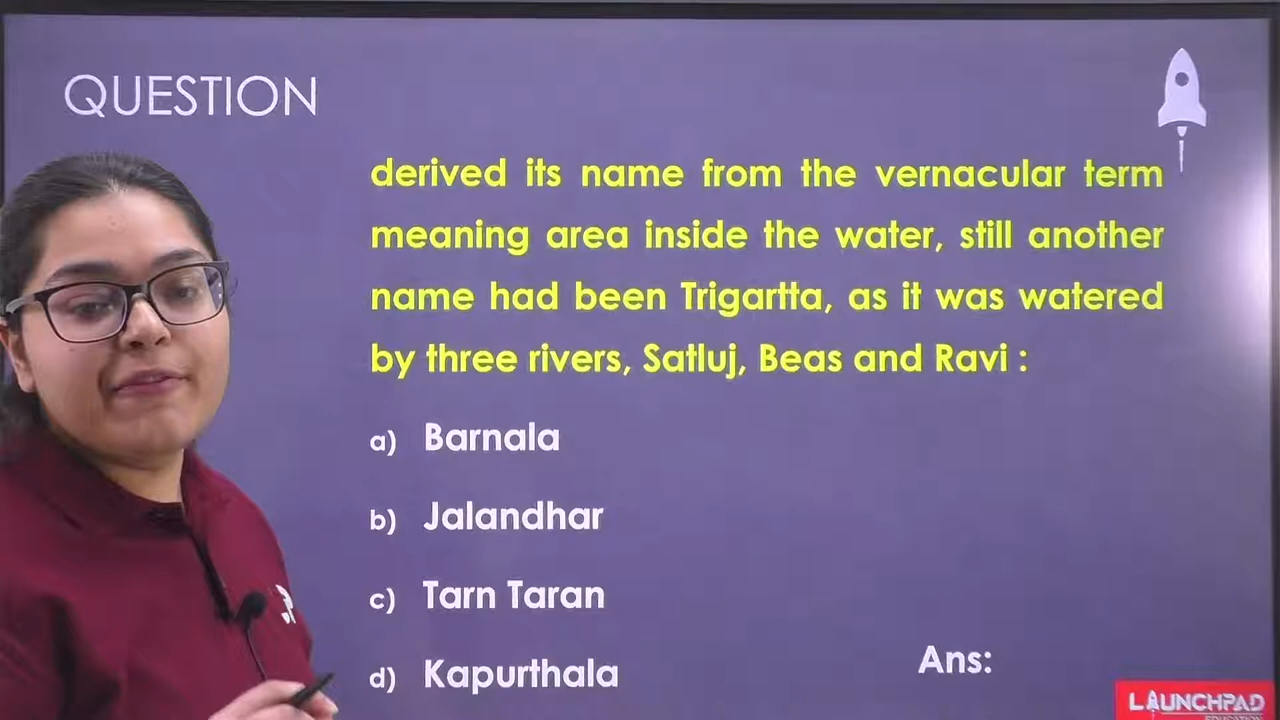 QUESTION
derived its name from the vernacular term
meaning area inside the water, still another
name had been Trigartta, as it was watered
by three rivers, Satluj, Beas and Ravi :
a) Barnala
b) Jalandhar
c) Tarn Taran
d) Kapurthala
Ans:
LAUNCHPAD
EDUCATION